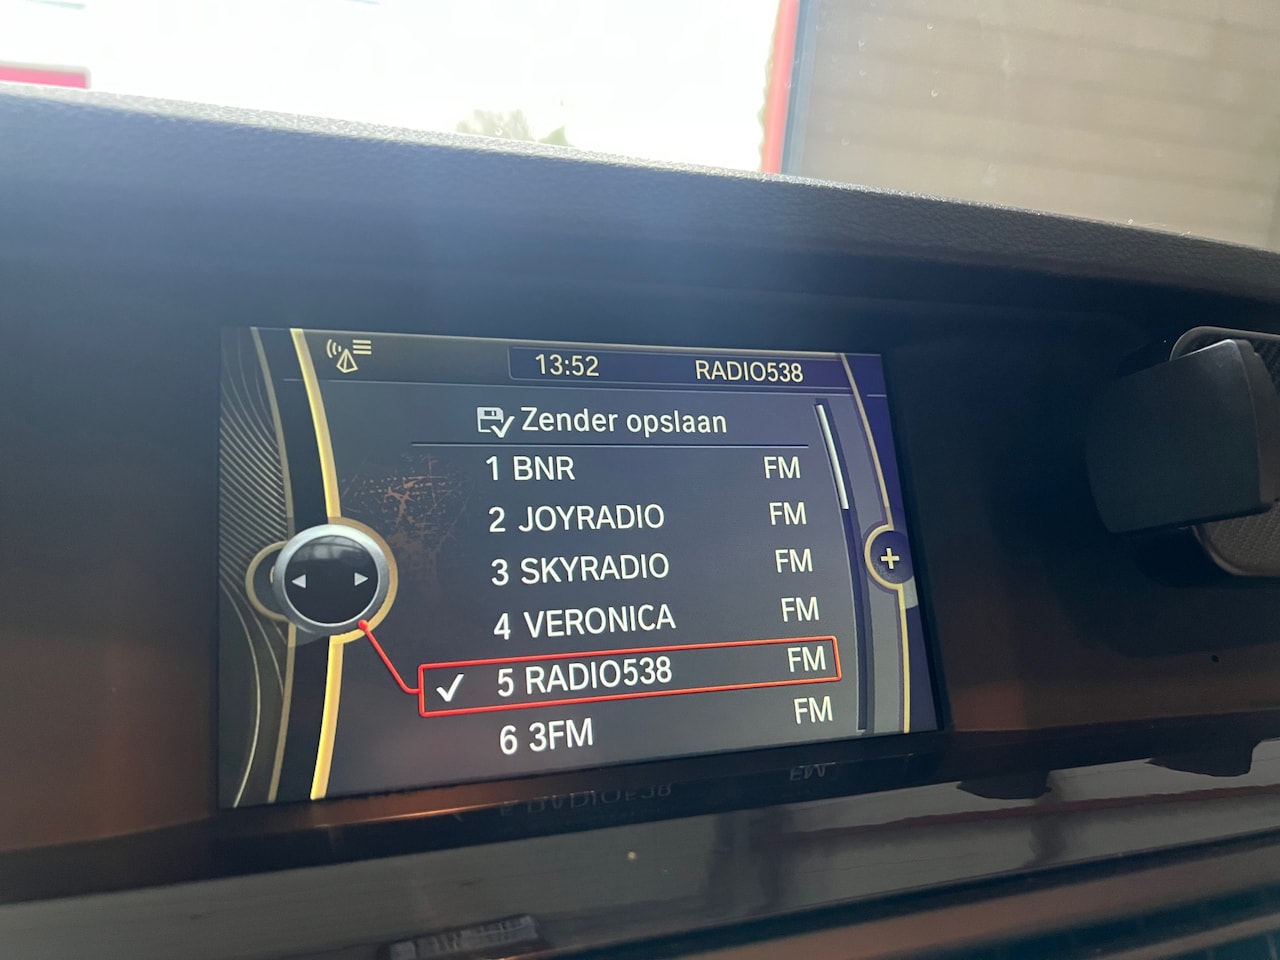 13:52 RADIO538
Zender opslaan
1 BNR FM
2 JOYRADIO FM
3 SKYRADIO FM
4 VERONICA FM
5 RADIO538 FM
6 3FM FM